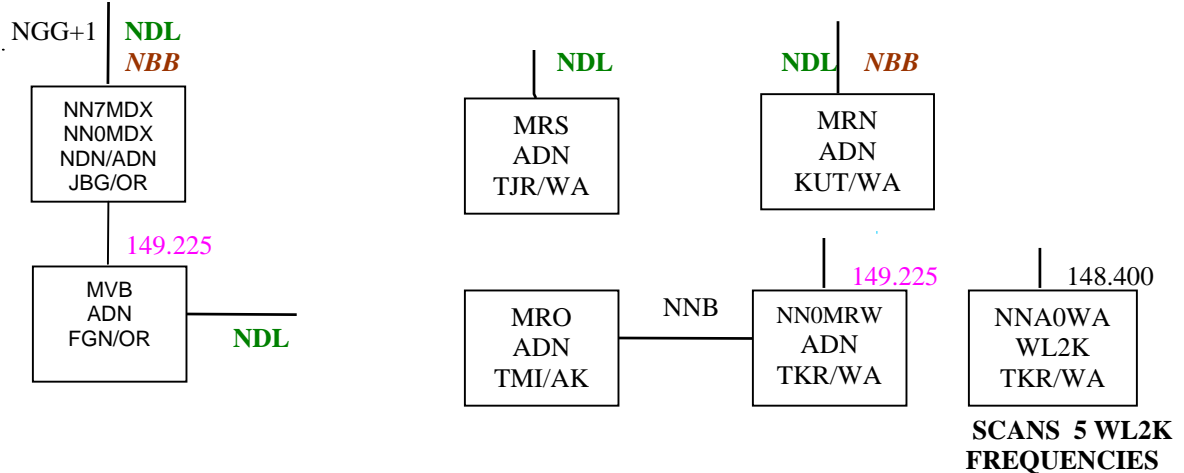 NGG+1 NDL
NBB
NN7MDX
NN0MDX
NDN/ADN
JBG/OR
149.225
MVB
ADN
FGN/OR
NDL
NDL
MRS
ADN
TJR/WA
NDL NBB
MRN
ADN
KUT/WA
MRO
ADN
TMI/AK
NNB
149.225
NN0MRW
ADN
TKR/WA
148.400
NNA0WA
WL2K
TKR/WA
SCANS 5 WL2K
FREQUENCIES